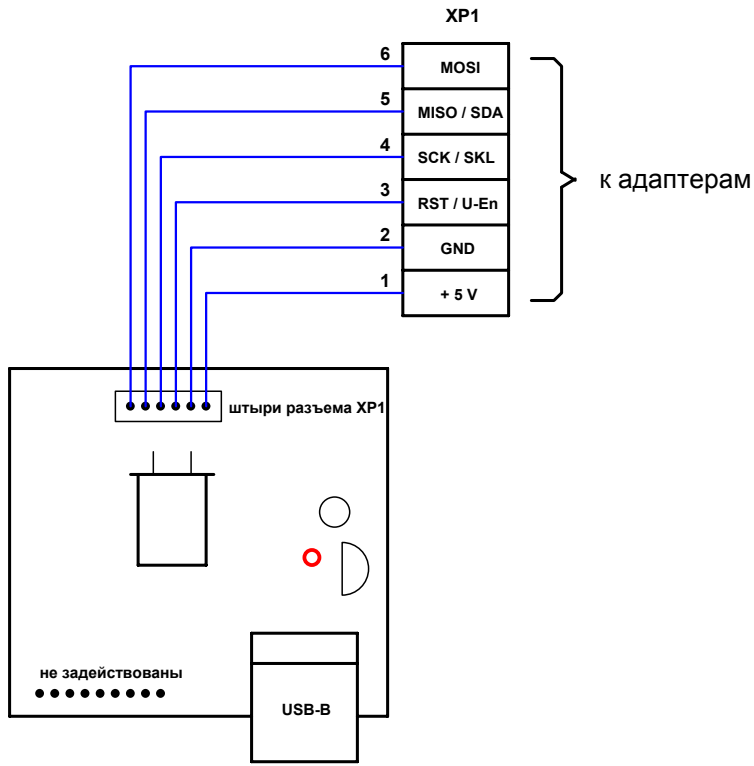 XP1
6
MOSI
5
MISO / SDA
4
SCK / SKL
3
RST / U-En
2
GND
1
+ 5 V
к адаптерам
штыри разъема XP1
не задействованы
USB-B